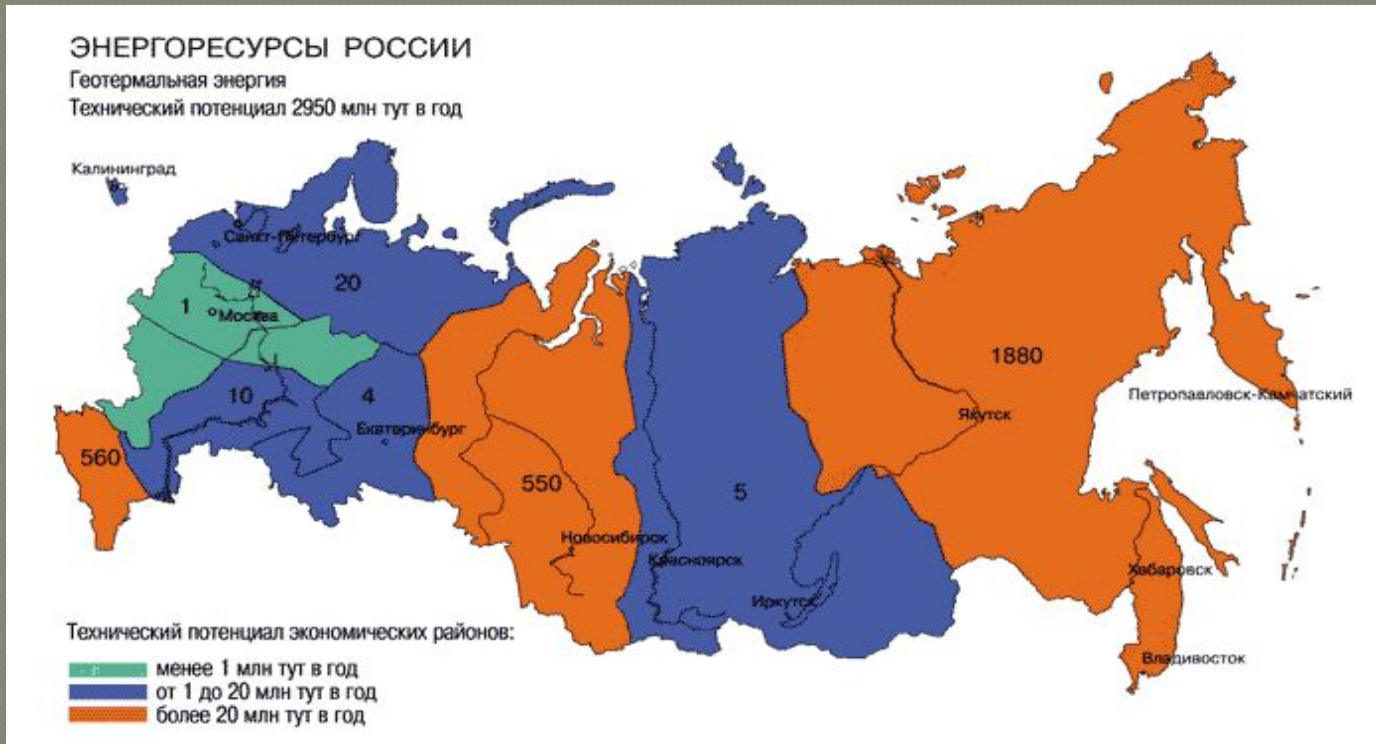 ЭНЕРГОРЕСУРСЫ РОССИИ
Геотермальная энергия
Технический потенциал 2950 млн тут в год
Калининград
Санкт-Петербург
20
1
Москва
1880
10
4
Петропавловск-Камчатский
Якутск
Екатеринбург
560
550
5
Новосибирск
Красноярск
Хабаровск
Иркутск
Технический потенциал экономических районов:
Владивосток
менее 1 млн тут в год
от 1 до 20 млн тут в год
более 20 млн тут в год